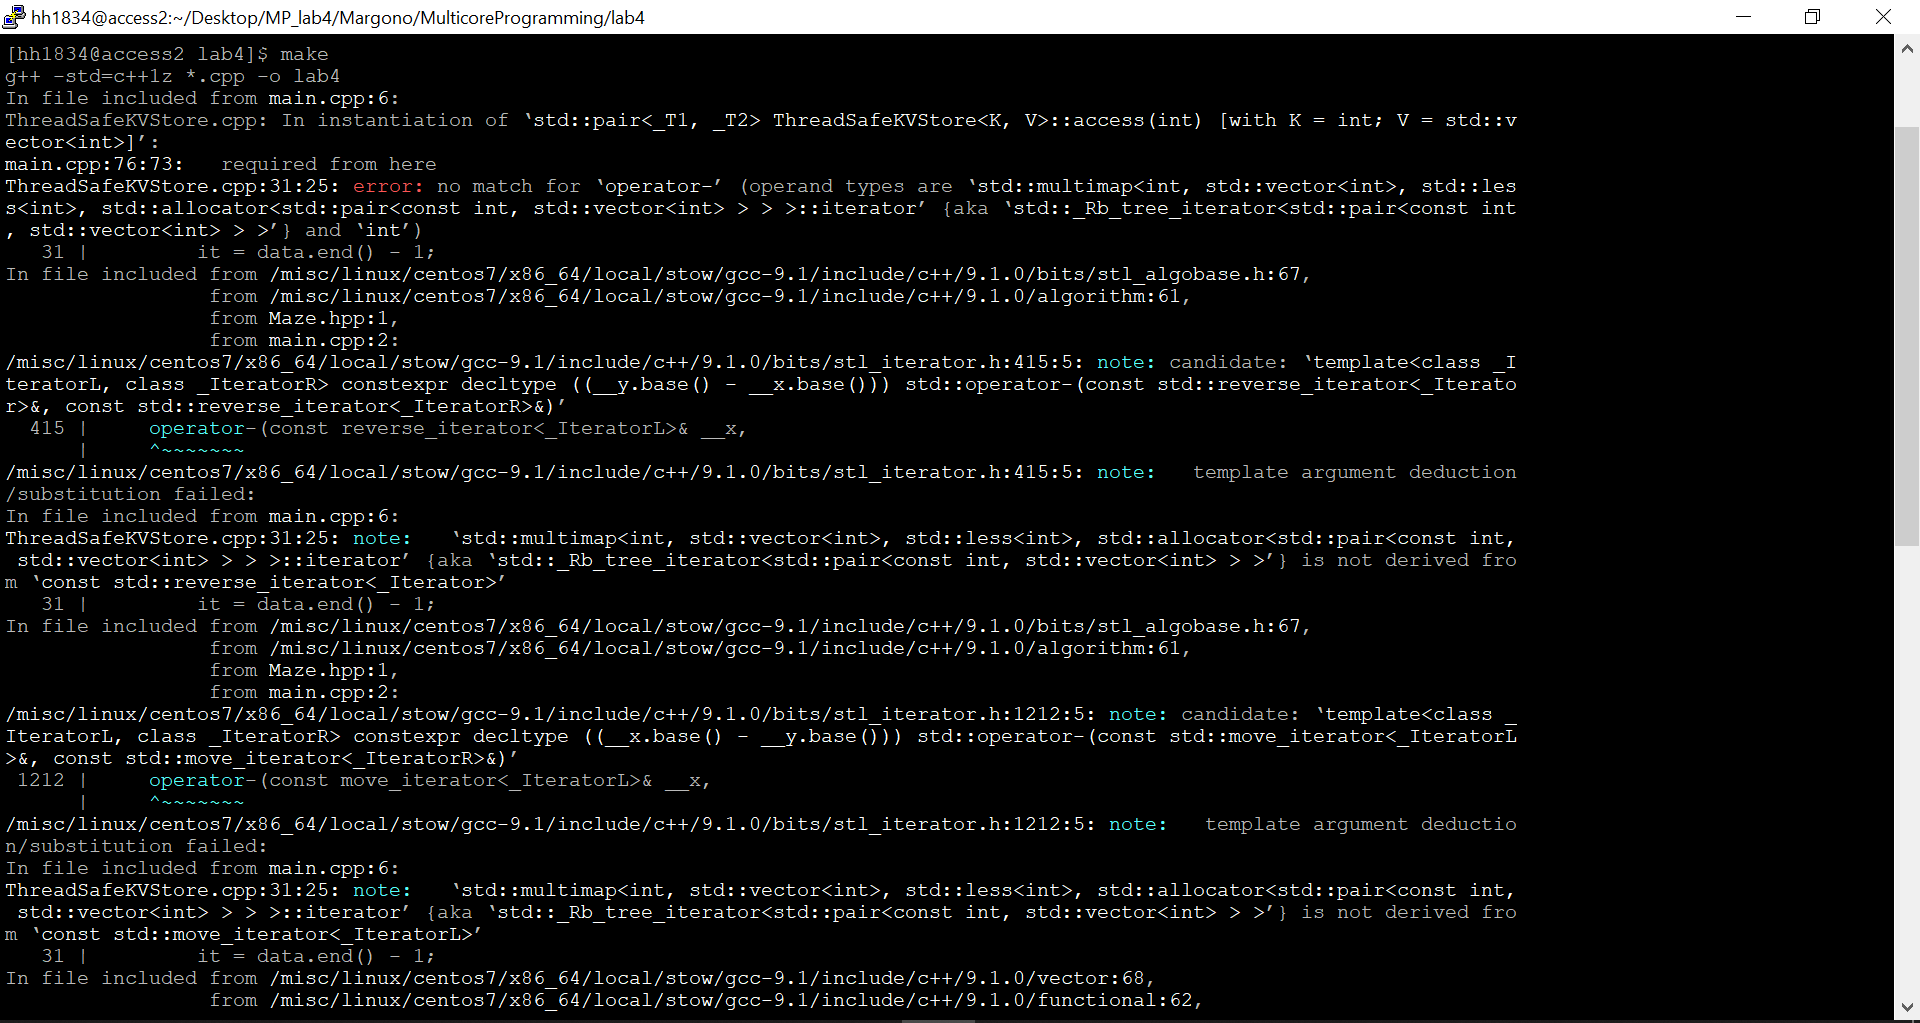 hh1834@access2:~/Desktop/MP_lab4/Margono/MulticoreProgramming/lab4
[hh1834@access2 lab4]$ make
g++ -std=c++1z *.cpp -o lab4
In file included from main.cpp:6:
ThreadSafeKVStore.cpp: In instantiation of ‘std::pair<_T1, _T2> ThreadSafeKVStore<K, V>::access(int) [with K = int; V = std::v
ector<int>]’:
main.cpp:76:73:   required from here
ThreadSafeKVStore.cpp:31:25: error: no match for ‘operator-’ (operand types are ‘std::multimap<int, std::vector<int>, std::les
s<int>, std::allocator<std::pair<const int, std::vector<int> > > >::iterator’ {aka ‘std::_Rb_tree_iterator<std::pair<const int
, std::vector<int> > >’} and ‘int’)
   31 |         it = data.end() - 1;
In file included from /misc/linux/centos7/x86_64/local/stow/gcc-9.1/include/c++/9.1.0/bits/stl_algobase.h:67,
                 from /misc/linux/centos7/x86_64/local/stow/gcc-9.1/include/c++/9.1.0/algorithm:61,
                 from Maze.hpp:1,
                 from main.cpp:2:
/misc/linux/centos7/x86_64/local/stow/gcc-9.1/include/c++/9.1.0/bits/stl_iterator.h:415:5: note: candidate: ‘template<class _I
teratorL, class _IteratorR> constexpr decltype ((__y.base() - __x.base())) std::operator-(const std::reverse_iterator<_Iterato
r>&, const std::reverse_iterator<_IteratorR>&)’
  415 |     operator-(const reverse_iterator<_IteratorL>& __x,
      |     ^~~~~~~~
/misc/linux/centos7/x86_64/local/stow/gcc-9.1/include/c++/9.1.0/bits/stl_iterator.h:415:5: note:   template argument deduction
/substitution failed:
In file included from main.cpp:6:
ThreadSafeKVStore.cpp:31:25: note:   ‘std::multimap<int, std::vector<int>, std::less<int>, std::allocator<std::pair<const int,
 std::vector<int> > > >::iterator’ {aka ‘std::_Rb_tree_iterator<std::pair<const int, std::vector<int> > >’} is not derived fro
m ‘const std::reverse_iterator<_Iterator>’
   31 |         it = data.end() - 1;
In file included from /misc/linux/centos7/x86_64/local/stow/gcc-9.1/include/c++/9.1.0/bits/stl_algobase.h:67,
                 from /misc/linux/centos7/x86_64/local/stow/gcc-9.1/include/c++/9.1.0/algorithm:61,
                 from Maze.hpp:1,
                 from main.cpp:2:
/misc/linux/centos7/x86_64/local/stow/gcc-9.1/include/c++/9.1.0/bits/stl_iterator.h:1212:5: note: candidate: ‘template<class _
IteratorL, class _IteratorR> constexpr decltype ((__x.base() - __y.base())) std::operator-(const std::move_iterator<_IteratorL
>&, const std::move_iterator<_IteratorR>&)’
 1212 |     operator-(const move_iterator<_IteratorL>& __x,
      |     ^~~~~~~~
/misc/linux/centos7/x86_64/local/stow/gcc-9.1/include/c++/9.1.0/bits/stl_iterator.h:1212:5: note:   template argument deductio
n/substitution failed:
In file included from main.cpp:6:
ThreadSafeKVStore.cpp:31:25: note:   ‘std::multimap<int, std::vector<int>, std::less<int>, std::allocator<std::pair<const int,
 std::vector<int> > > >::iterator’ {aka ‘std::_Rb_tree_iterator<std::pair<const int, std::vector<int> > >’} is not derived fro
m ‘const std::move_iterator<_IteratorL>’
   31 |         it = data.end() - 1;
In file included from /misc/linux/centos7/x86_64/local/stow/gcc-9.1/include/c++/9.1.0/vector:68,
                 from /misc/linux/centos7/x86_64/local/stow/gcc-9.1/include/c++/9.1.0/functional:62,